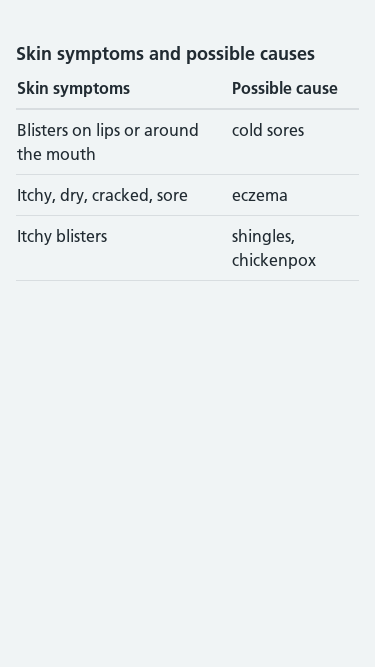 Skin symptoms and possible causes
Skin symptoms Possible cause
Blisters on lips or around cold sores
the mouth
Itchy, dry, cracked, sore eczema
Itchy blisters shingles,
chickenpox